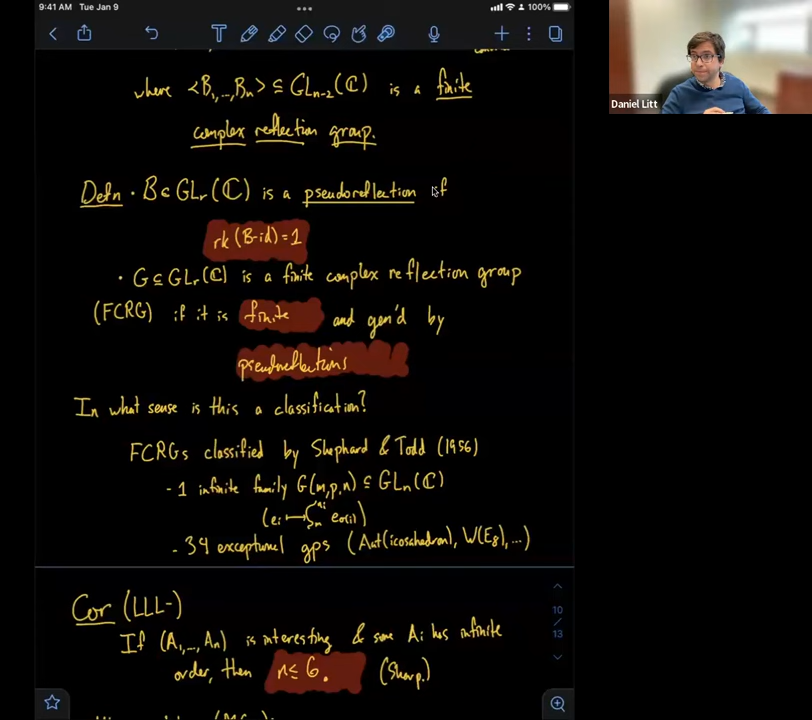 9:41 AM Tue Jan 9
100%
where <B₁,...,Bₙ> ⊆ GLₙ₋₂(ℂ) is a finite
complex reflection group.
Daniel Litt
Defn · B∈GLᵣ(ℂ) is a pseudoreflection if
rk(B-id)=1
· G⊆GLᵣ(ℂ) is a finite complex reflection group
(FCRG) if it is finite and gen'd by
pseudoreflections
In what sense is this a classification?
FCRGs classified by Shephard & Todd (1956)
- 1 infinite family G(m,p,n) ⊆ GLₙ(ℂ)
(eᵢ ↦ ζₘ^{aᵢ} e_{σ(i)})
- 34 exceptional gps (Aut(icosahedron), W(E₈),...)
Cor (LLL-)
If (A₁,...,Aₙ) is interesting & some Aᵢ has infinite
order, then n≤6. (Sharp.)
10
/
13